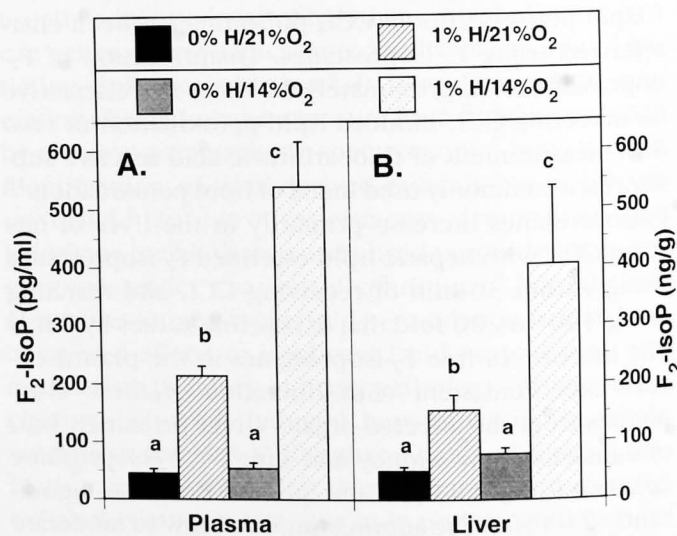 0% H/21%O₂
1% H/21%O₂
0% H/14%O₂
1% H/14%O₂
A.
B.
F₂-IsoP (pg/ml)
600
500
400
300
200
100
0
a
b
a
c
Plasma
a
b
a
c
Liver
600
500
400
300
200
100
0
F₂-IsoP (ng/g)